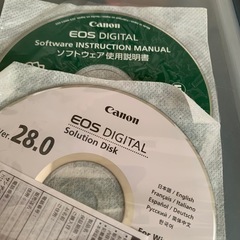 Canon
EOS DIGITAL
Software INSTRUCTION MANUAL
ソフトウェア使用説明書
Canon
EOS DIGITAL
Solution Disk
Ver. 28.0
日本語 / English
Français / Italiano
Español / Deutsch
Русский / 简体中文
한국어
For Wi